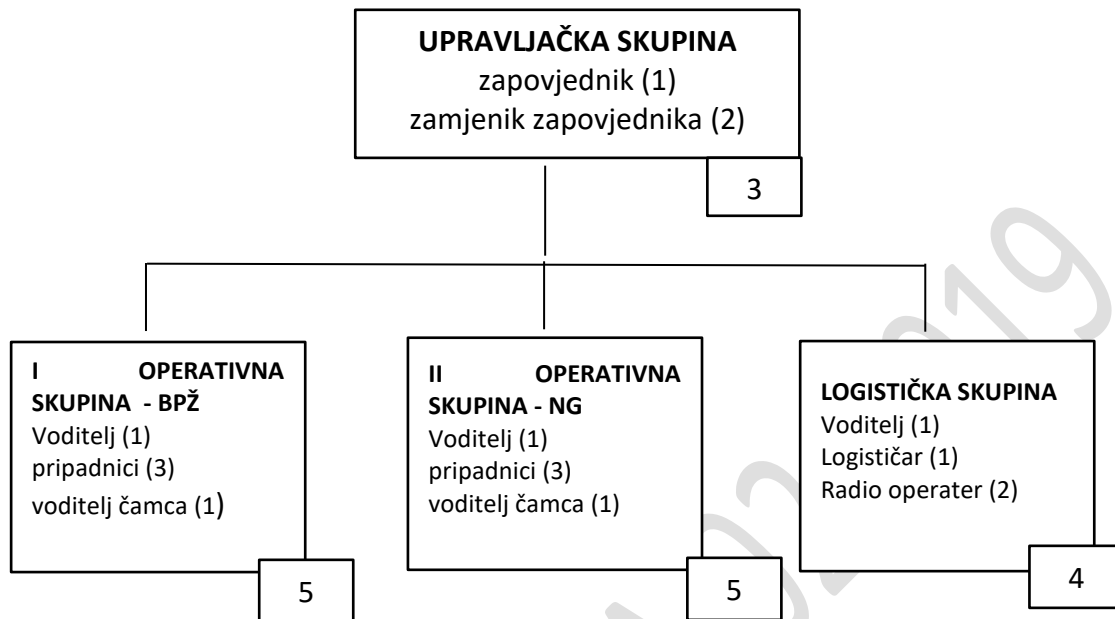 UPRAVLJAČKA SKUPINA
zapovjednik (1)
zamjenik zapovjednika (2)
3
I OPERATIVNA
SKUPINA - BPŽ
Voditelj (1)
pripadnici (3)
voditelj čamca (1)
5
II OPERATIVNA
SKUPINA - NG
Voditelj (1)
pripadnici (3)
voditelj čamca (1)
5
LOGISTIČKA SKUPINA
Voditelj (1)
Logističar (1)
Radio operater (2)
4